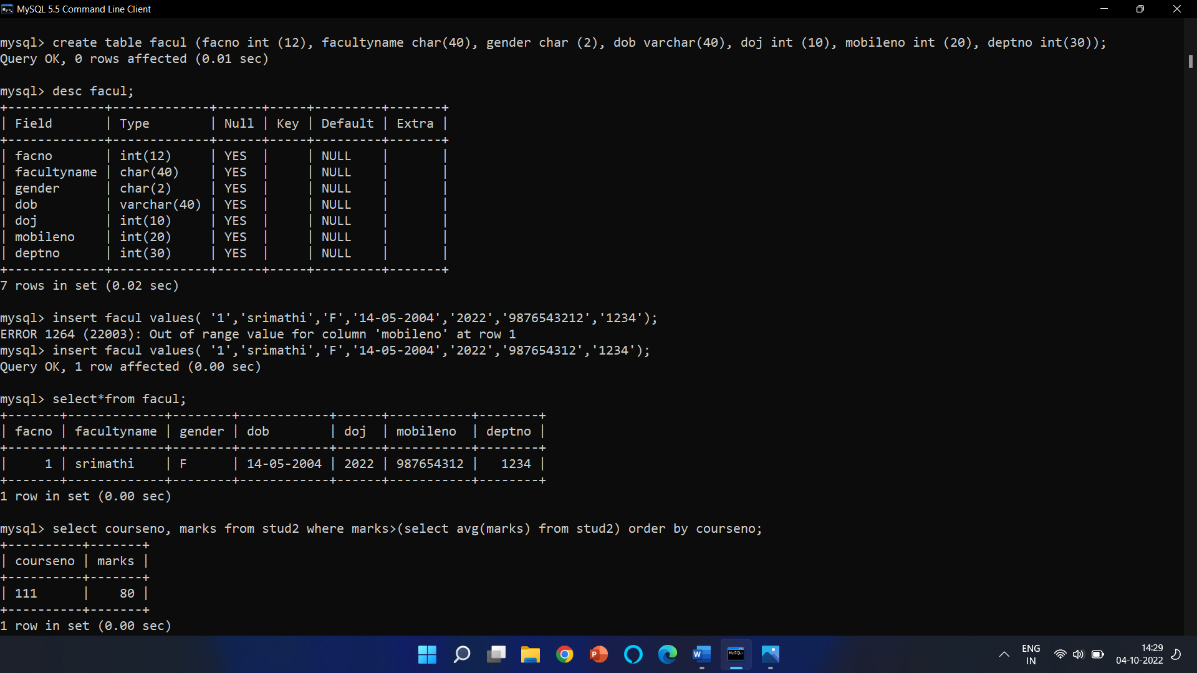 MySQL 5.5 Command Line Client
mysql> create table facul (facno int (12), facultyname char(40), gender char (2), dob varchar(40), doj int (10), mobileno int (20), deptno int(30));
Query OK, 0 rows affected (0.01 sec)
mysql> desc facul;
+-------------+-------------+------+-----+---------+-------+
| Field       | Type        | Null | Key | Default | Extra |
+-------------+-------------+------+-----+---------+-------+
| facno       | int(12)     | YES  |     | NULL    |       |
| facultyname | char(40)    | YES  |     | NULL    |       |
| gender      | char(2)     | YES  |     | NULL    |       |
| dob         | varchar(40) | YES  |     | NULL    |       |
| doj         | int(10)     | YES  |     | NULL    |       |
| mobileno    | int(20)     | YES  |     | NULL    |       |
| deptno      | int(30)     | YES  |     | NULL    |       |
+-------------+-------------+------+-----+---------+-------+
7 rows in set (0.02 sec)
mysql> insert facul values( '1','srimathi','F','14-05-2004','2022','9876543212','1234');
ERROR 1264 (22003): Out of range value for column 'mobileno' at row 1
mysql> insert facul values( '1','srimathi','F','14-05-2004','2022','987654312','1234');
Query OK, 1 row affected (0.00 sec)
mysql> select*from facul;
+-------+-------------+--------+------------+------+-----------+--------+
| facno | facultyname | gender | dob        | doj  | mobileno  | deptno |
+-------+-------------+--------+------------+------+-----------+--------+
|     1 | srimathi    | F      | 14-05-2004 | 2022 | 987654312 |   1234 |
+-------+-------------+--------+------------+------+-----------+--------+
1 row in set (0.00 sec)
mysql> select courseno, marks from stud2 where marks>(select avg(marks) from stud2) order by courseno;
+----------+-------+
| courseno | marks |
+----------+-------+
| 111      |    80 |
+----------+-------+
1 row in set (0.00 sec)
ENG
IN
14:29
04-10-2022